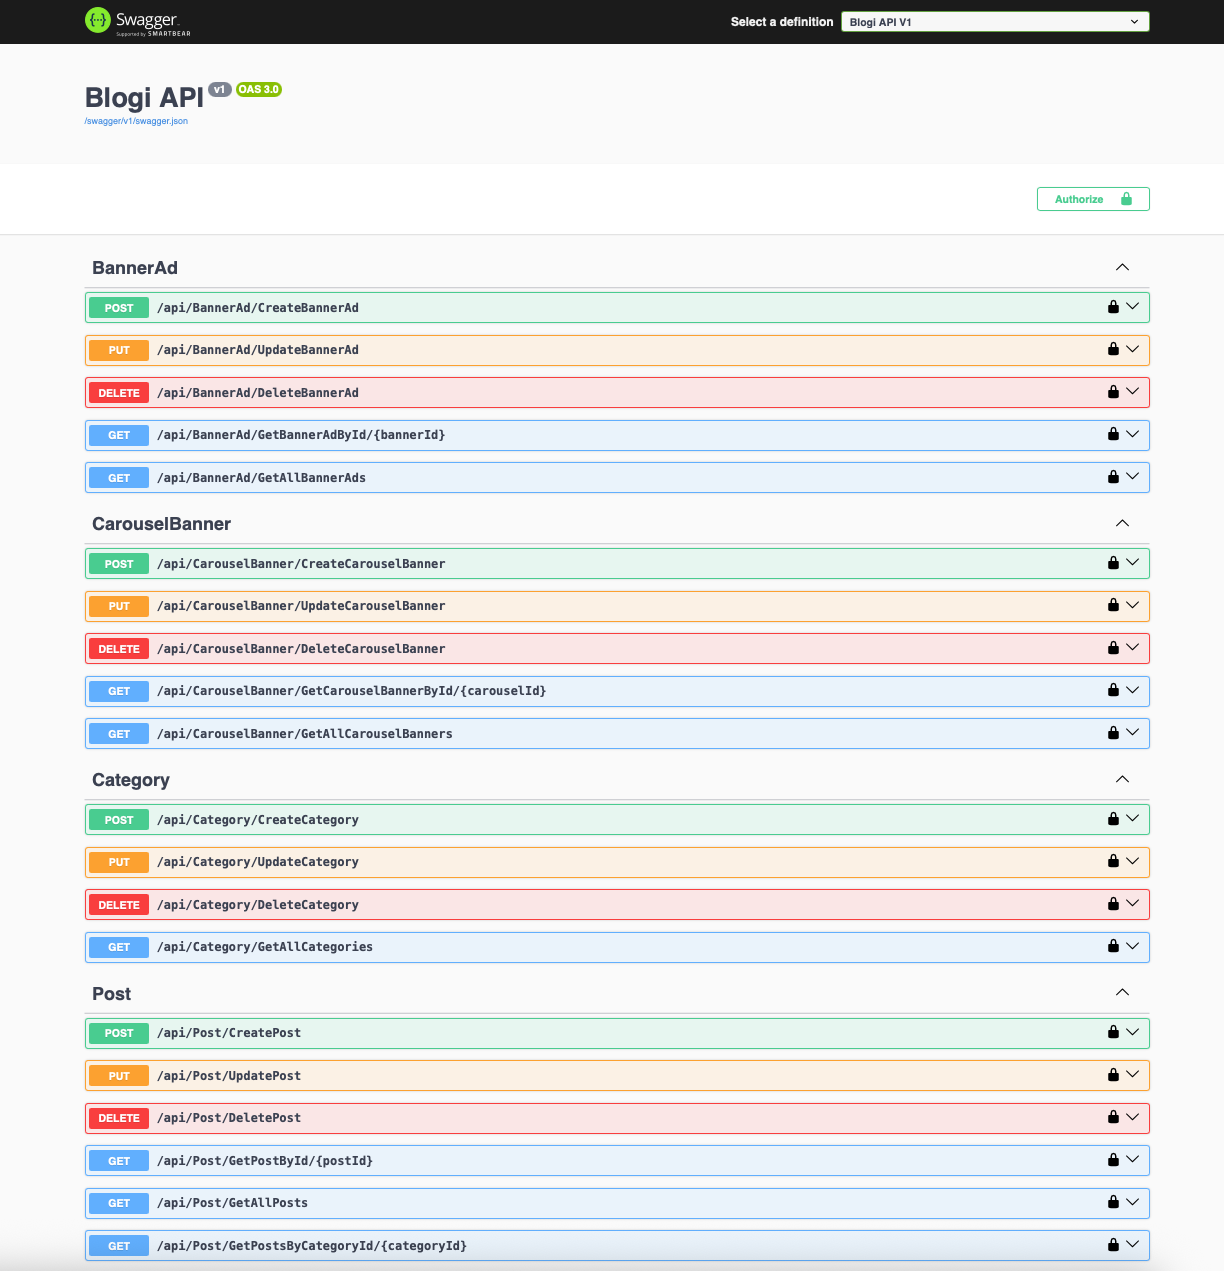 Swagger.
Supported by SMARTBEAR
Select a definition
Blogi API V1
Blogi API v1 OAS 3.0
/swagger/v1/swagger.json
Authorize
BannerAd
POST /api/BannerAd/CreateBannerAd
PUT /api/BannerAd/UpdateBannerAd
DELETE /api/BannerAd/DeleteBannerAd
GET /api/BannerAd/GetBannerAdById/{bannerId}
GET /api/BannerAd/GetAllBannerAds
CarouselBanner
POST /api/CarouselBanner/CreateCarouselBanner
PUT /api/CarouselBanner/UpdateCarouselBanner
DELETE /api/CarouselBanner/DeleteCarouselBanner
GET /api/CarouselBanner/GetCarouselBannerById/{carouselId}
GET /api/CarouselBanner/GetAllCarouselBanners
Category
POST /api/Category/CreateCategory
PUT /api/Category/UpdateCategory
DELETE /api/Category/DeleteCategory
GET /api/Category/GetAllCategories
Post
POST /api/Post/CreatePost
PUT /api/Post/UpdatePost
DELETE /api/Post/DeletePost
GET /api/Post/GetPostById/{postId}
GET /api/Post/GetAllPosts
GET /api/Post/GetPostsByCategoryId/{categoryId}